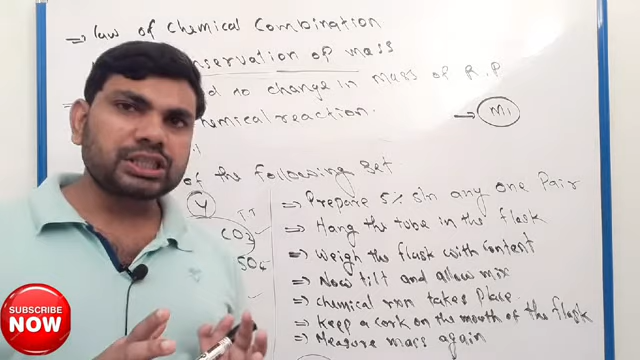 ⇒ law of Chemical Combination
nservation of mass
no change in mass of R.P
chemical reaction.
→ M1
of the following set
Y
CO3
SO4
TT
⇒ Prepare 5% sln any one Pair
⇒ Hang the tube in the flask
⇒ Weigh the flask with content
⇒ Now tilt and allow mix
⇒ chemical rxn takes Place
⇒ Keep a cork on the mouth of the flask
⇒ Measure mass again
SUBSCRIBE
NOW